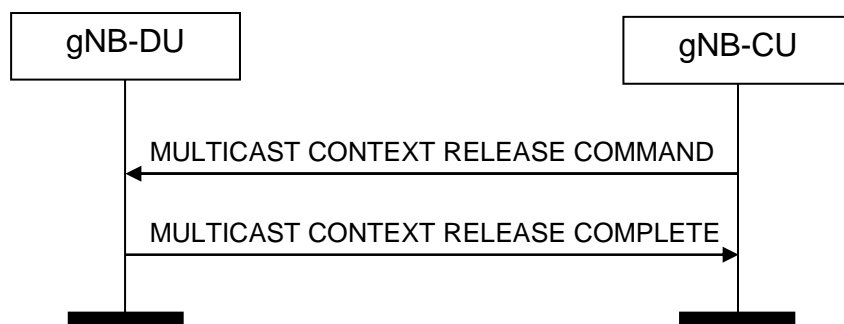 gNB-DU
gNB-CU
MULTICAST CONTEXT RELEASE COMMAND
MULTICAST CONTEXT RELEASE COMPLETE